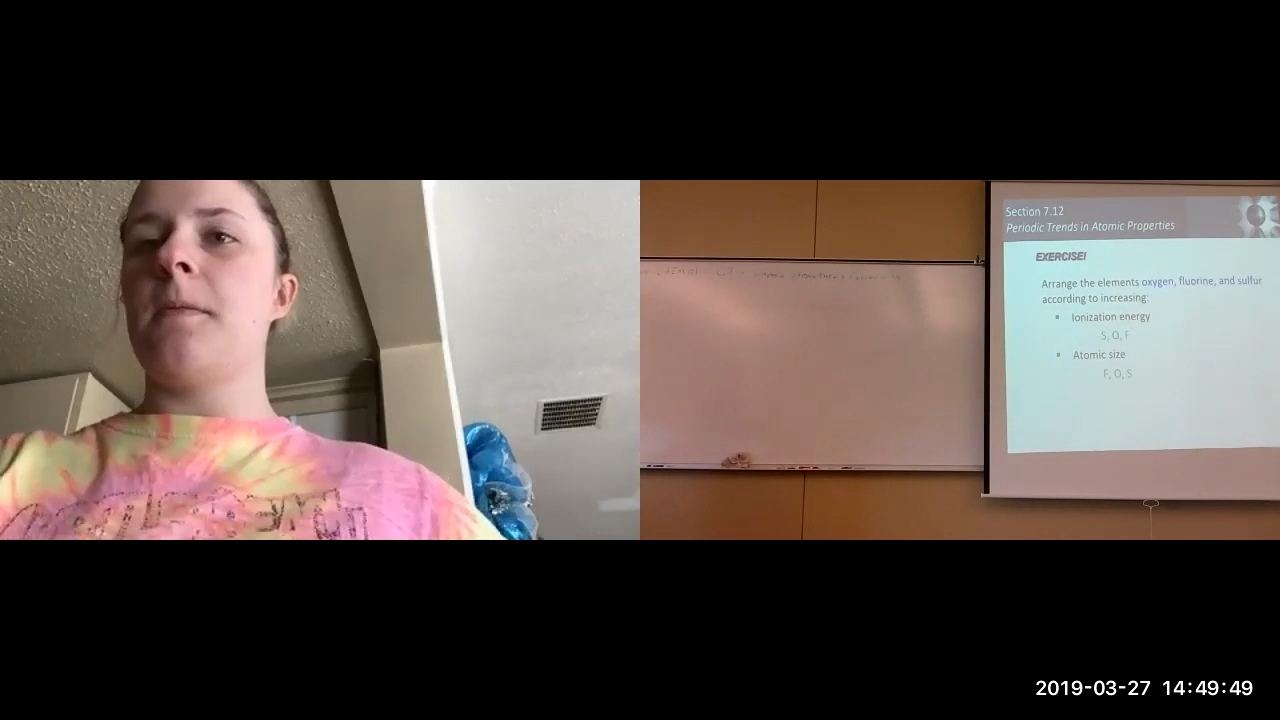 Section 7.12
Periodic Trends in Atomic Properties
EXERCISE!
Arrange the elements oxygen, fluorine, and sulfur
according to increasing:
▪ Ionization energy
S, O, F
▪ Atomic size
F, O, S
2019-03-27 14:49:49